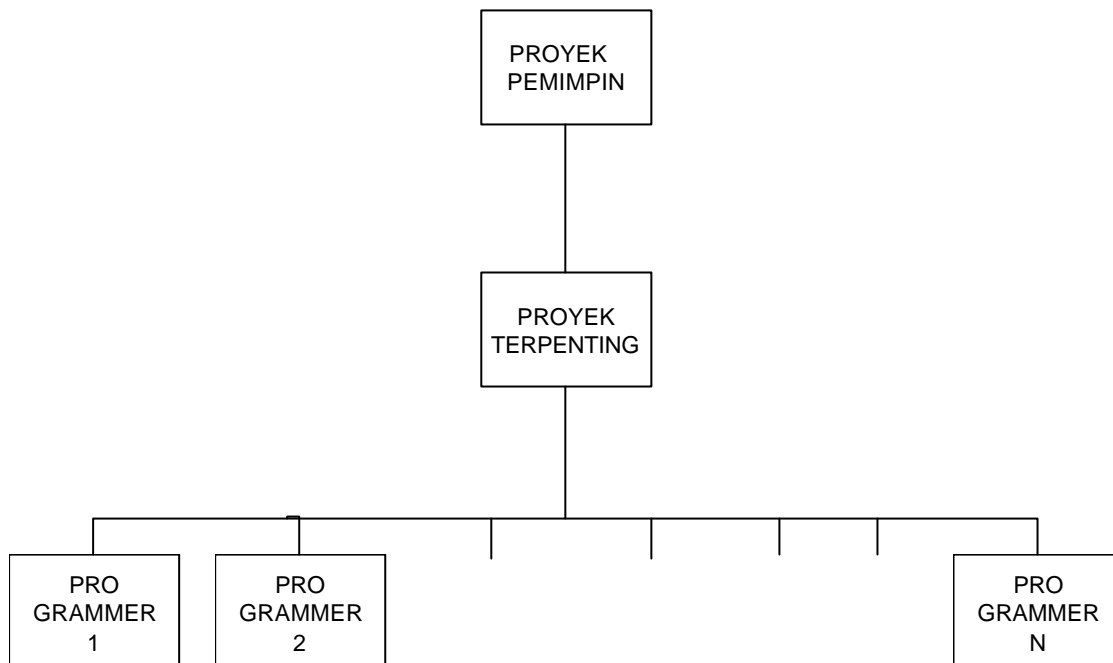 PROYEK
PEMIMPIN
PROYEK
TERPENTING
PRO
GRAMMER
1
PRO
GRAMMER
2
PRO
GRAMMER
N